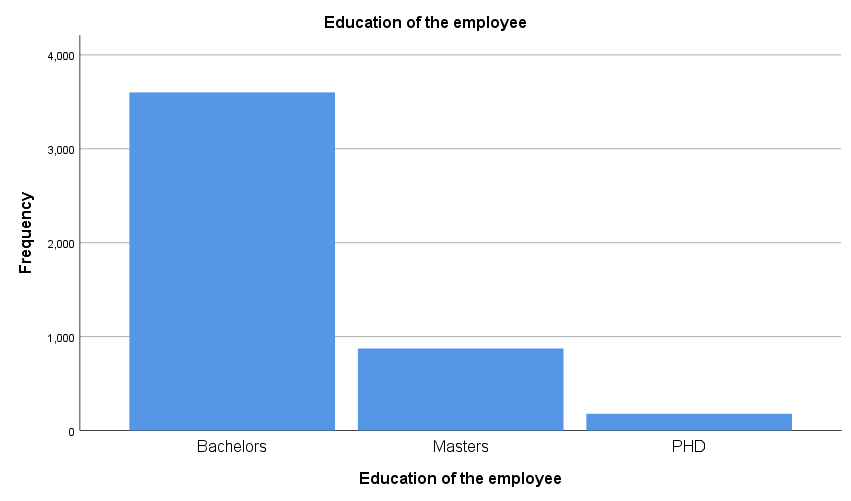 Education of the employee
4,000
3,000
2,000
1,000
0
Frequency
Bachelors Masters PHD
Education of the employee